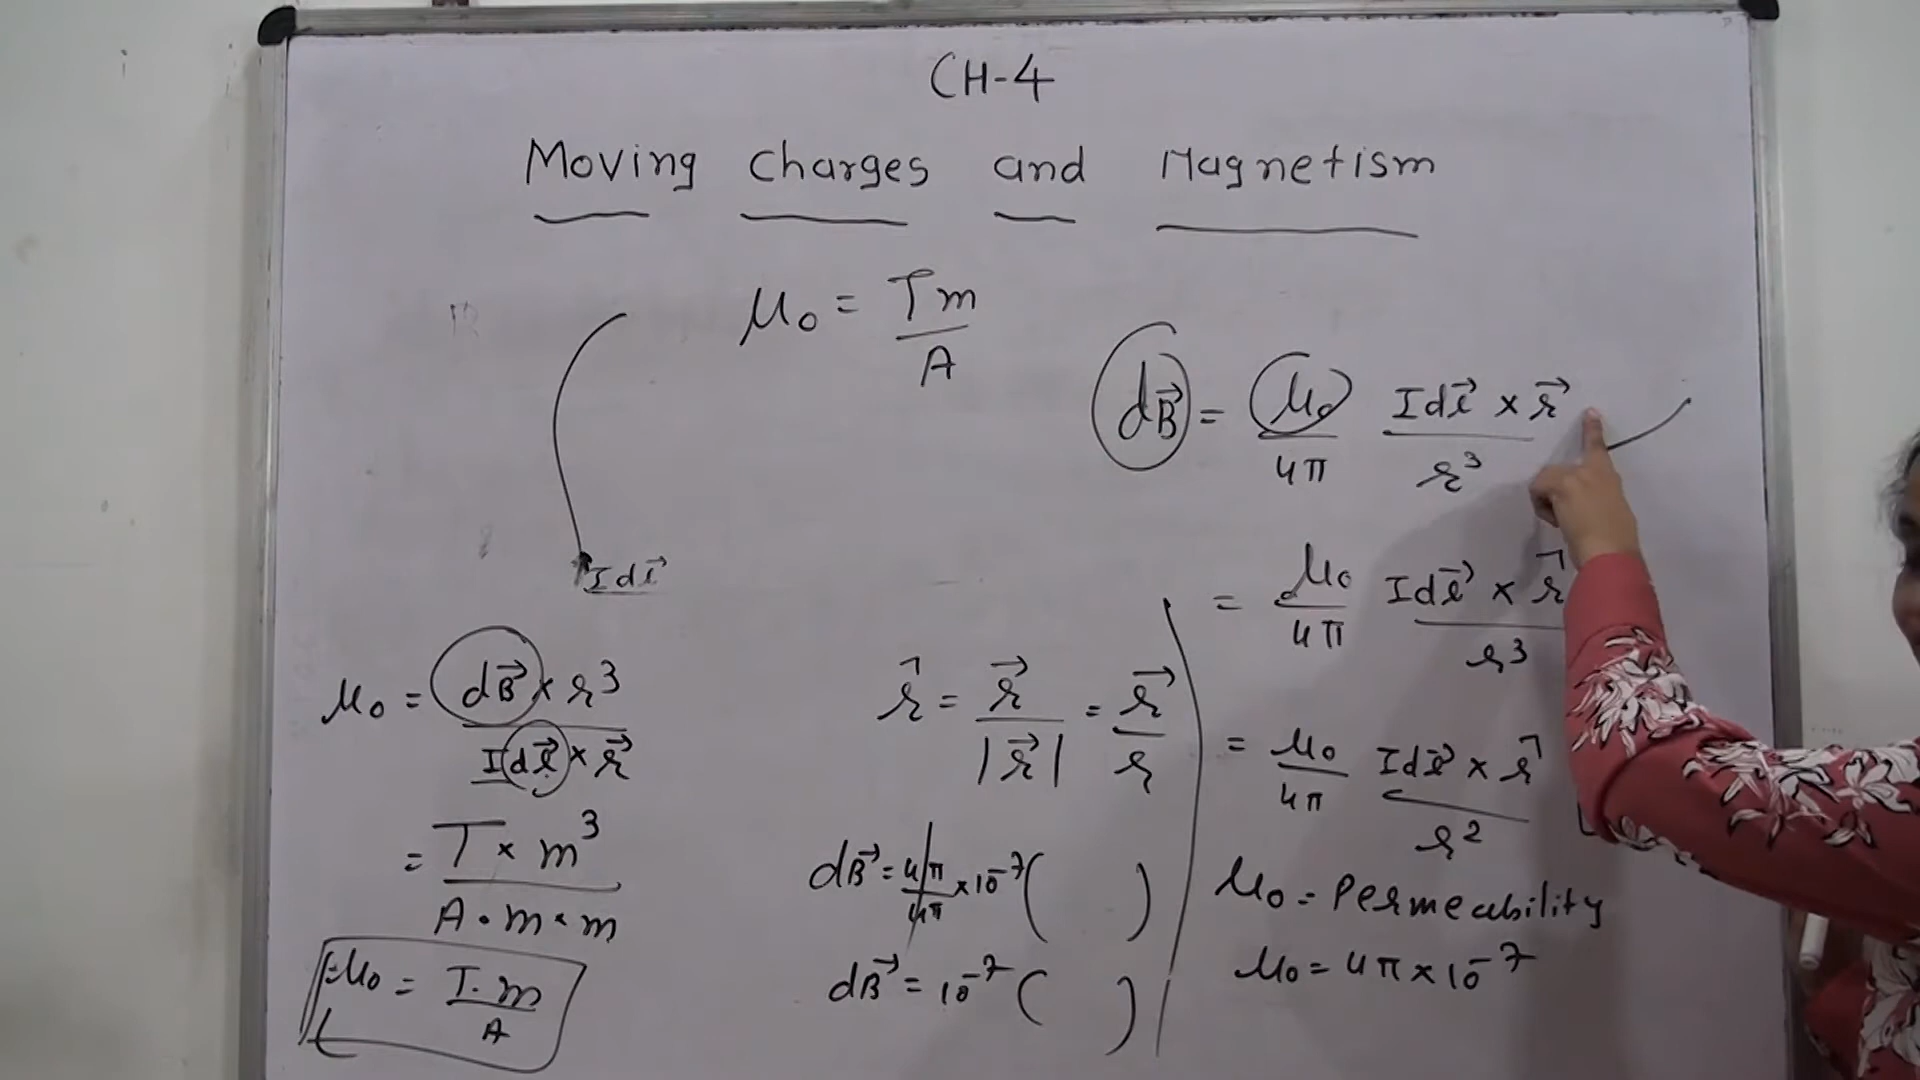 CH-4
Moving Charges and Magnetism
μ₀ = Tm/A
dB⃗ = μ₀/4π Idl⃗ × r⃗ / r³
Idl⃗
= μ₀/4π Idl⃗ × r⃗ / r³
μ₀ = dB⃗ × r³ / Idl⃗ × r⃗
r̂ = r⃗/|r⃗| = r⃗/r
= μ₀/4π Idl⃗ × r̂ / r²
= T × m³ / A · m × m
dB⃗ = 4π/4π × 10⁻⁷ ( )
μ₀ = Permeability
μ₀ = T·m/A
dB⃗ = 10⁻⁷ ( )
μ₀ = 4π × 10⁻⁷